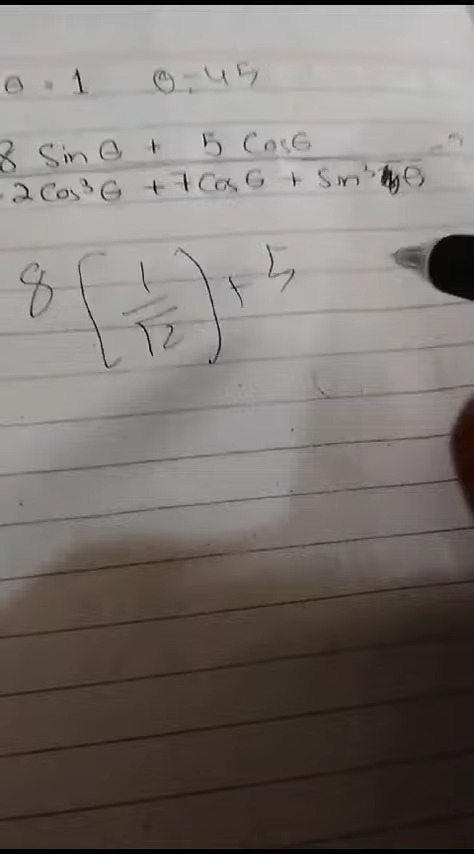 θ = 1 θ = 45
8 Sin θ + 5 Cos θ
2 Cos³ θ + 7 Cos θ + Sin³ θ
8 (1/√2) + 5